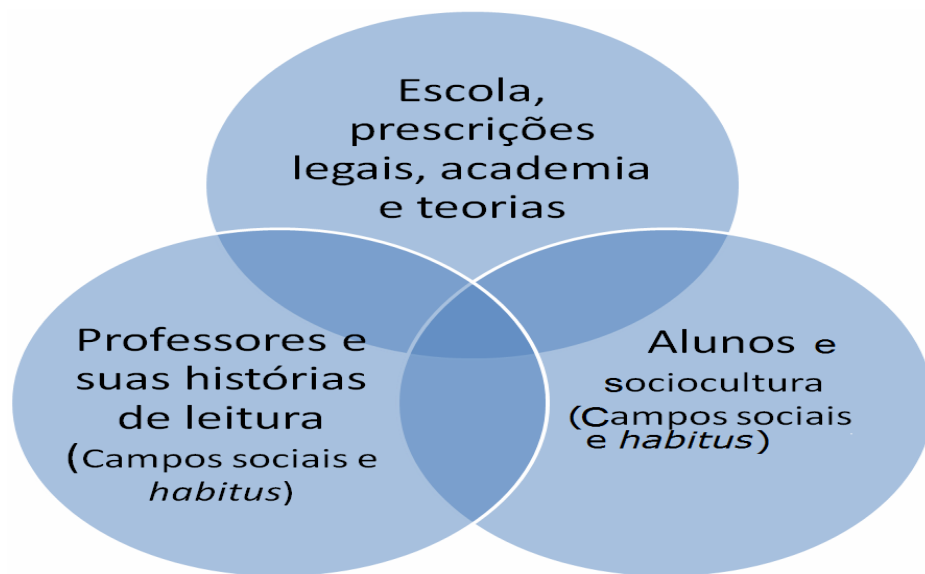 Escola,
prescrições
legais, academia
e teorias
Professores e
suas histórias
de leitura
(Campos sociais e
habitus)
Alunos e
sociocultura
(Campos sociais
e habitus)